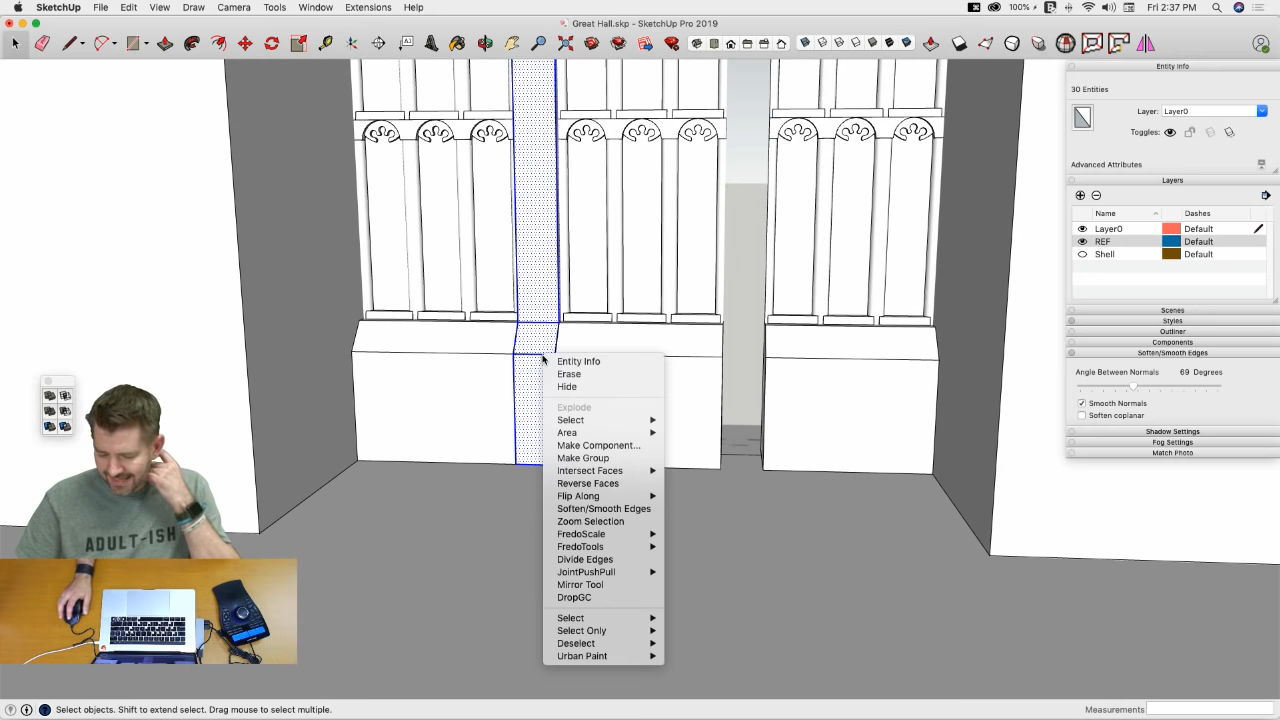 SketchUp File Edit View Draw Camera Tools Window Extensions Help 100% Fri 2:37 PM
Great Hall.skp - SketchUp Pro 2019
Entity Info
30 Entities
Layer: Layer0
Toggles:
Advanced Attributes
Layers
Name Dashes
Layer0 Default
REF Default
Shell Default
Scenes
Styles
Outliner
Components
Soften/Smooth Edges
Angle Between Normals 69 Degrees
Smooth Normals
Soften coplanar
Shadow Settings
Fog Settings
Match Photo
Entity Info
Erase
Hide
Explode
Select
Area
Make Component...
Make Group
Intersect Faces
Reverse Faces
Flip Along
Soften/Smooth Edges
Zoom Selection
FredoScale
FredoTools
Divide Edges
JointPushPull
Mirror Tool
DropGC
Select
Select Only
Deselect
Urban Paint
ADULT-ISH
Select objects. Shift to extend select. Drag mouse to select multiple.
Measurements